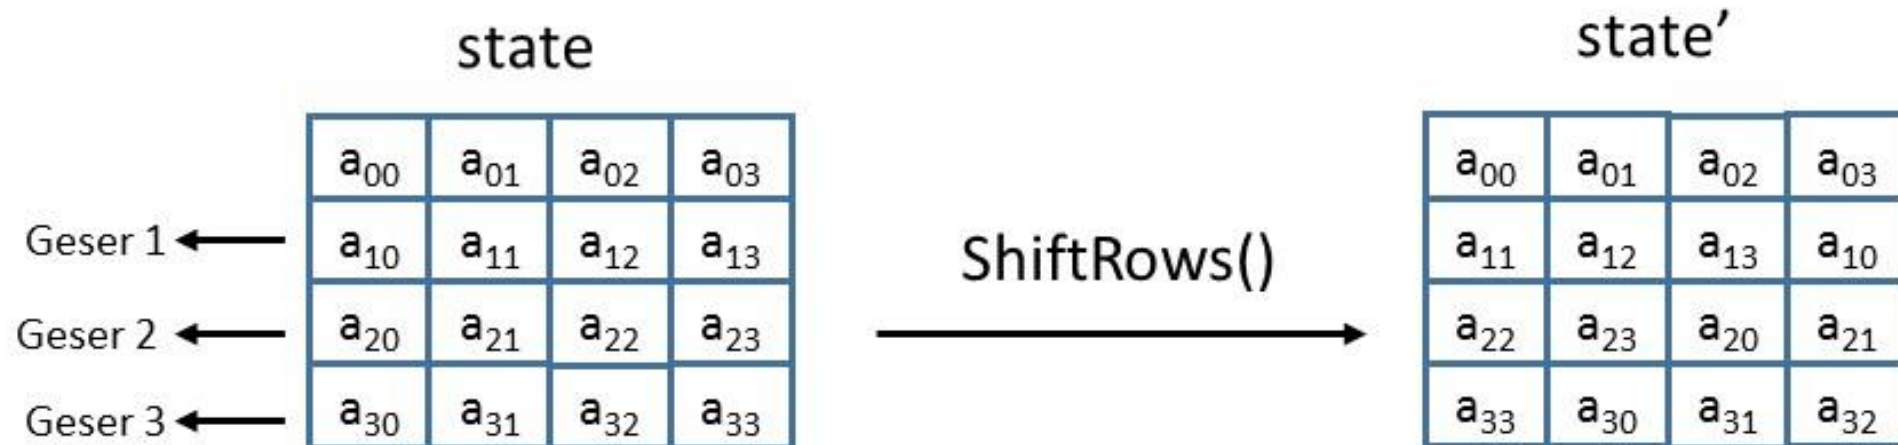 state
state’
a₀₀ a₀₁ a₀₂ a₀₃
Geser 1 a₁₀ a₁₁ a₁₂ a₁₃
Geser 2 a₂₀ a₂₁ a₂₂ a₂₃
Geser 3 a₃₀ a₃₁ a₃₂ a₃₃
ShiftRows()
a₀₀ a₀₁ a₀₂ a₀₃
a₁₁ a₁₂ a₁₃ a₁₀
a₂₂ a₂₃ a₂₀ a₂₁
a₃₃ a₃₀ a₃₁ a₃₂